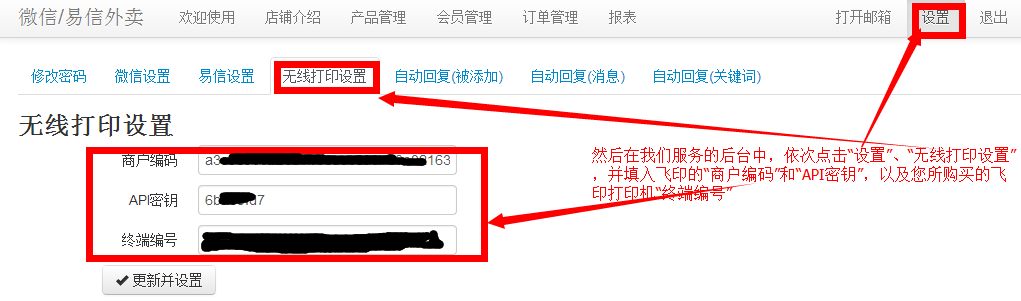 微信/易信外卖 欢迎使用 店铺介绍 产品管理 会员管理 订单管理 报表 打开邮箱 设置 退出
修改密码 微信设置 易信设置 无线打印设置 自动回复(被添加) 自动回复(消息) 自动回复(关键词)
无线打印设置
商户编码 a3 163
API密钥 6b d7
终端编号
✔更新并设置
然后在我们服务的后台中，依次点击“设置”、“无线打印设置”
，并填入飞印的“商户编码”和“API密钥”，以及您所购买的飞
印打印机“终端编号”